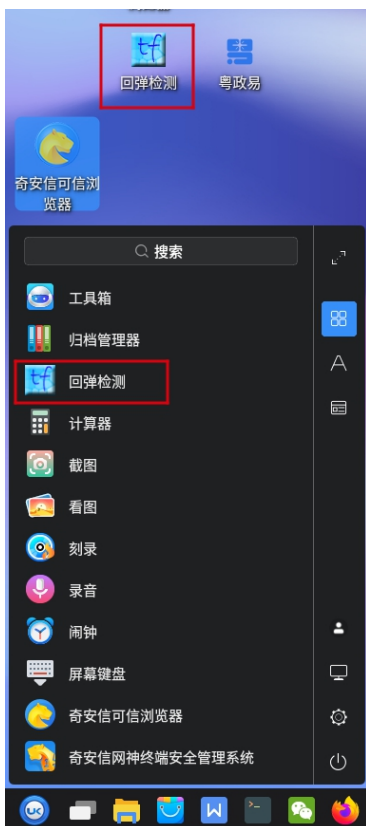 tf
回弹检测
粤政易
奇安信可信浏
览器
搜索
工具箱
归档管理器
tf
回弹检测
计算器
截图
看图
刻录
录音
闹钟
屏幕键盘
奇安信可信浏览器
奇安信网神终端安全管理系统
A
UK
W